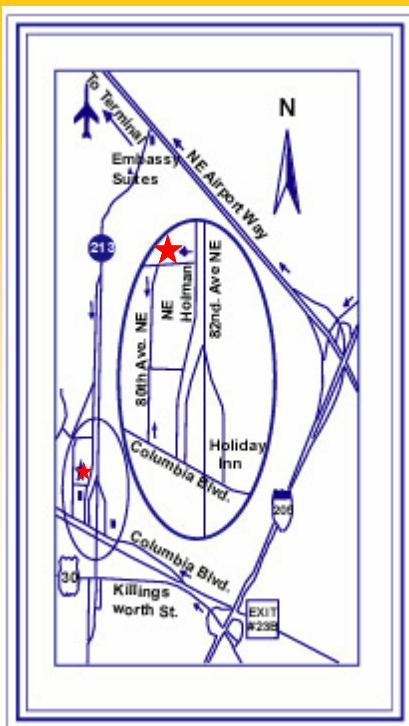 To Terminal
N
Embassy
Suites
NE Airport Way
213
80th Ave. NE
NE
Holman
82nd. Ave NE
Holiday
Inn
Columbia Blvd.
205
Columbia Blvd.
30
Killings
worth St.
EXIT
#23B